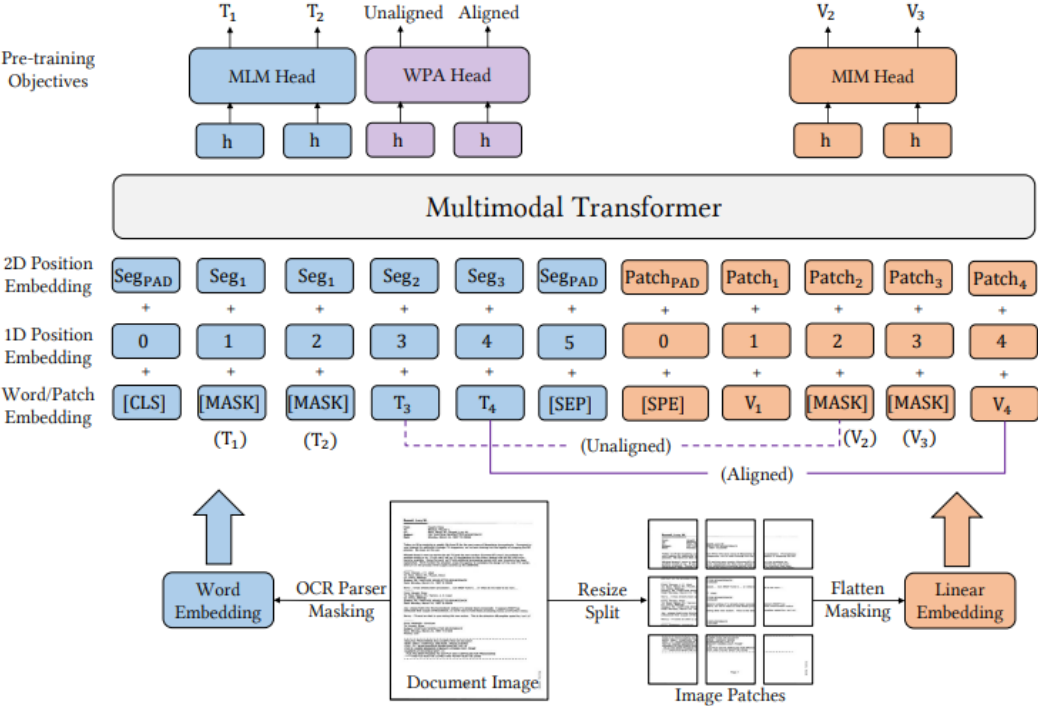 T₁ T₂ Unaligned Aligned V₂ V₃
Pre-training
Objectives
MLM Head WPA Head MIM Head
h h h h h h
Multimodal Transformer
2D Position
Embedding
Seg_PAD Seg₁ Seg₁ Seg₂ Seg₃ Seg_PAD Patch_PAD Patch₁ Patch₂ Patch₃ Patch₄
+ + + + + + + + + + +
1D Position
Embedding
0 1 2 3 4 5 0 1 2 3 4
+ + + + + + + + + + +
Word/Patch
Embedding
[CLS] [MASK] [MASK] T₃ T₄ [SEP] [SPE] V₁ [MASK] [MASK] V₄
(T₁) (T₂) (Unaligned) (V₂) (V₃)
(Aligned)
Word
Embedding
OCR Parser
Masking
Document Image
Resize
Split
Image Patches
Flatten
Masking
Linear
Embedding